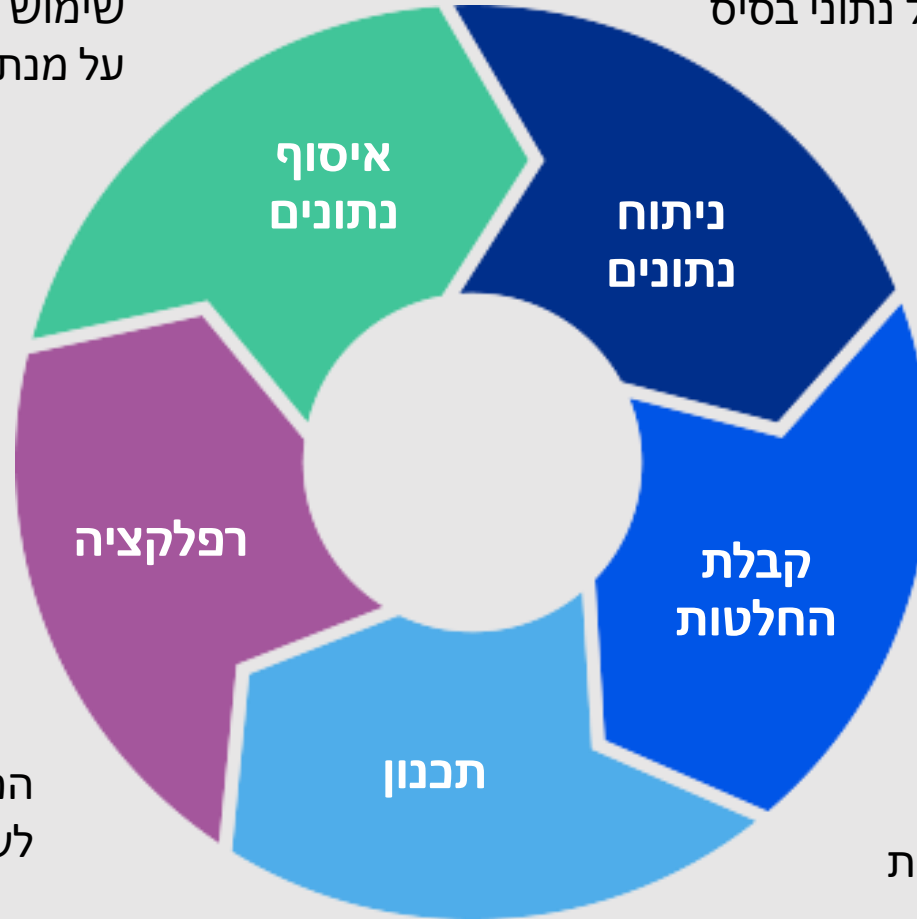 שימוש
על מנת
נתוני בסיס
איסוף
נתונים
ניתוח
נתונים
קבלת
החלטות
תכנון
רפלקציה